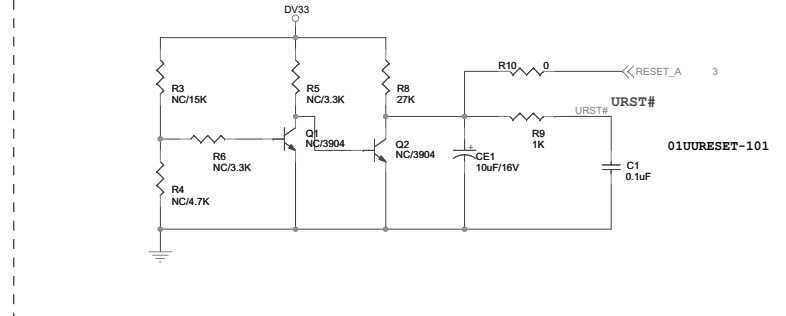 DV33
R10 0
RESET_A 3
R3
NC/15K
R5
NC/3.3K
R8
27K
URST#
URST#
R9
1K
Q1
NC/3904
Q2
NC/3904
R6
NC/3.3K
+
CE1
10uF/16V
01UURESET-101
C1
0.1uF
R4
NC/4.7K